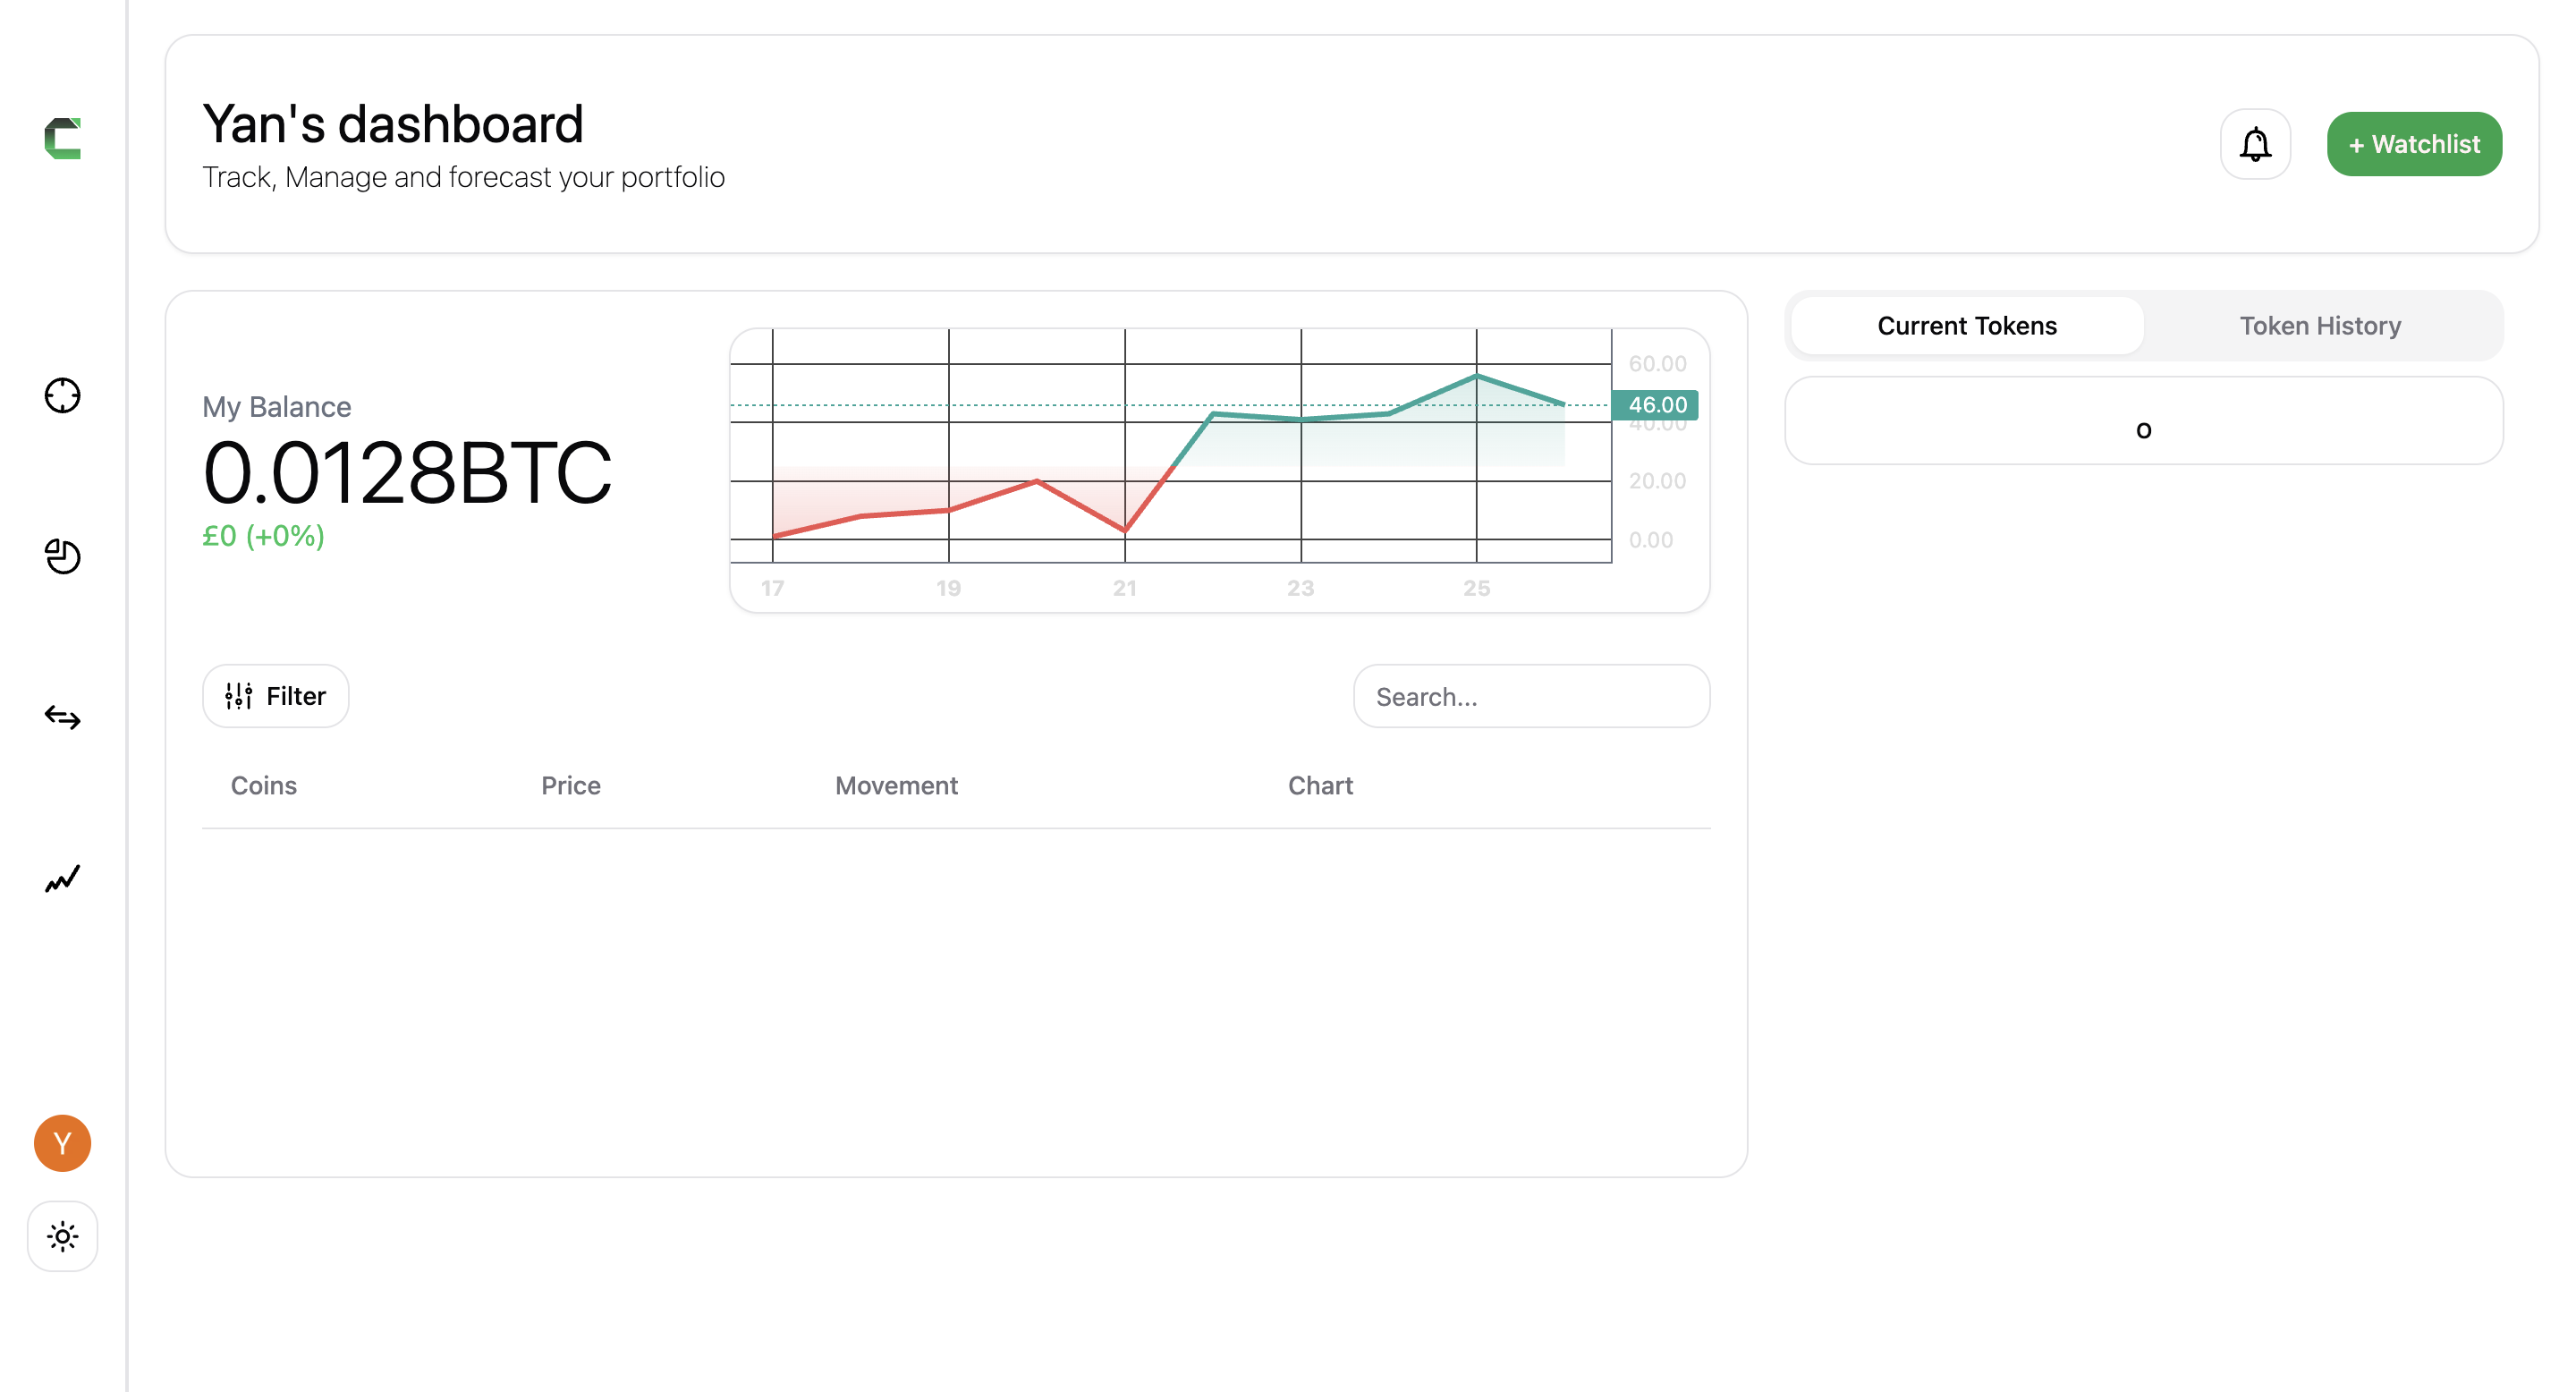 Yan's dashboard
Track, Manage and forecast your portfolio
+ Watchlist
My Balance
0.0128BTC
£0 (+0%)
60.00
46.00
40.00
20.00
0.00
17 19 21 23 25
Current Tokens Token History
0
Filter
Search...
Coins Price Movement Chart
Y